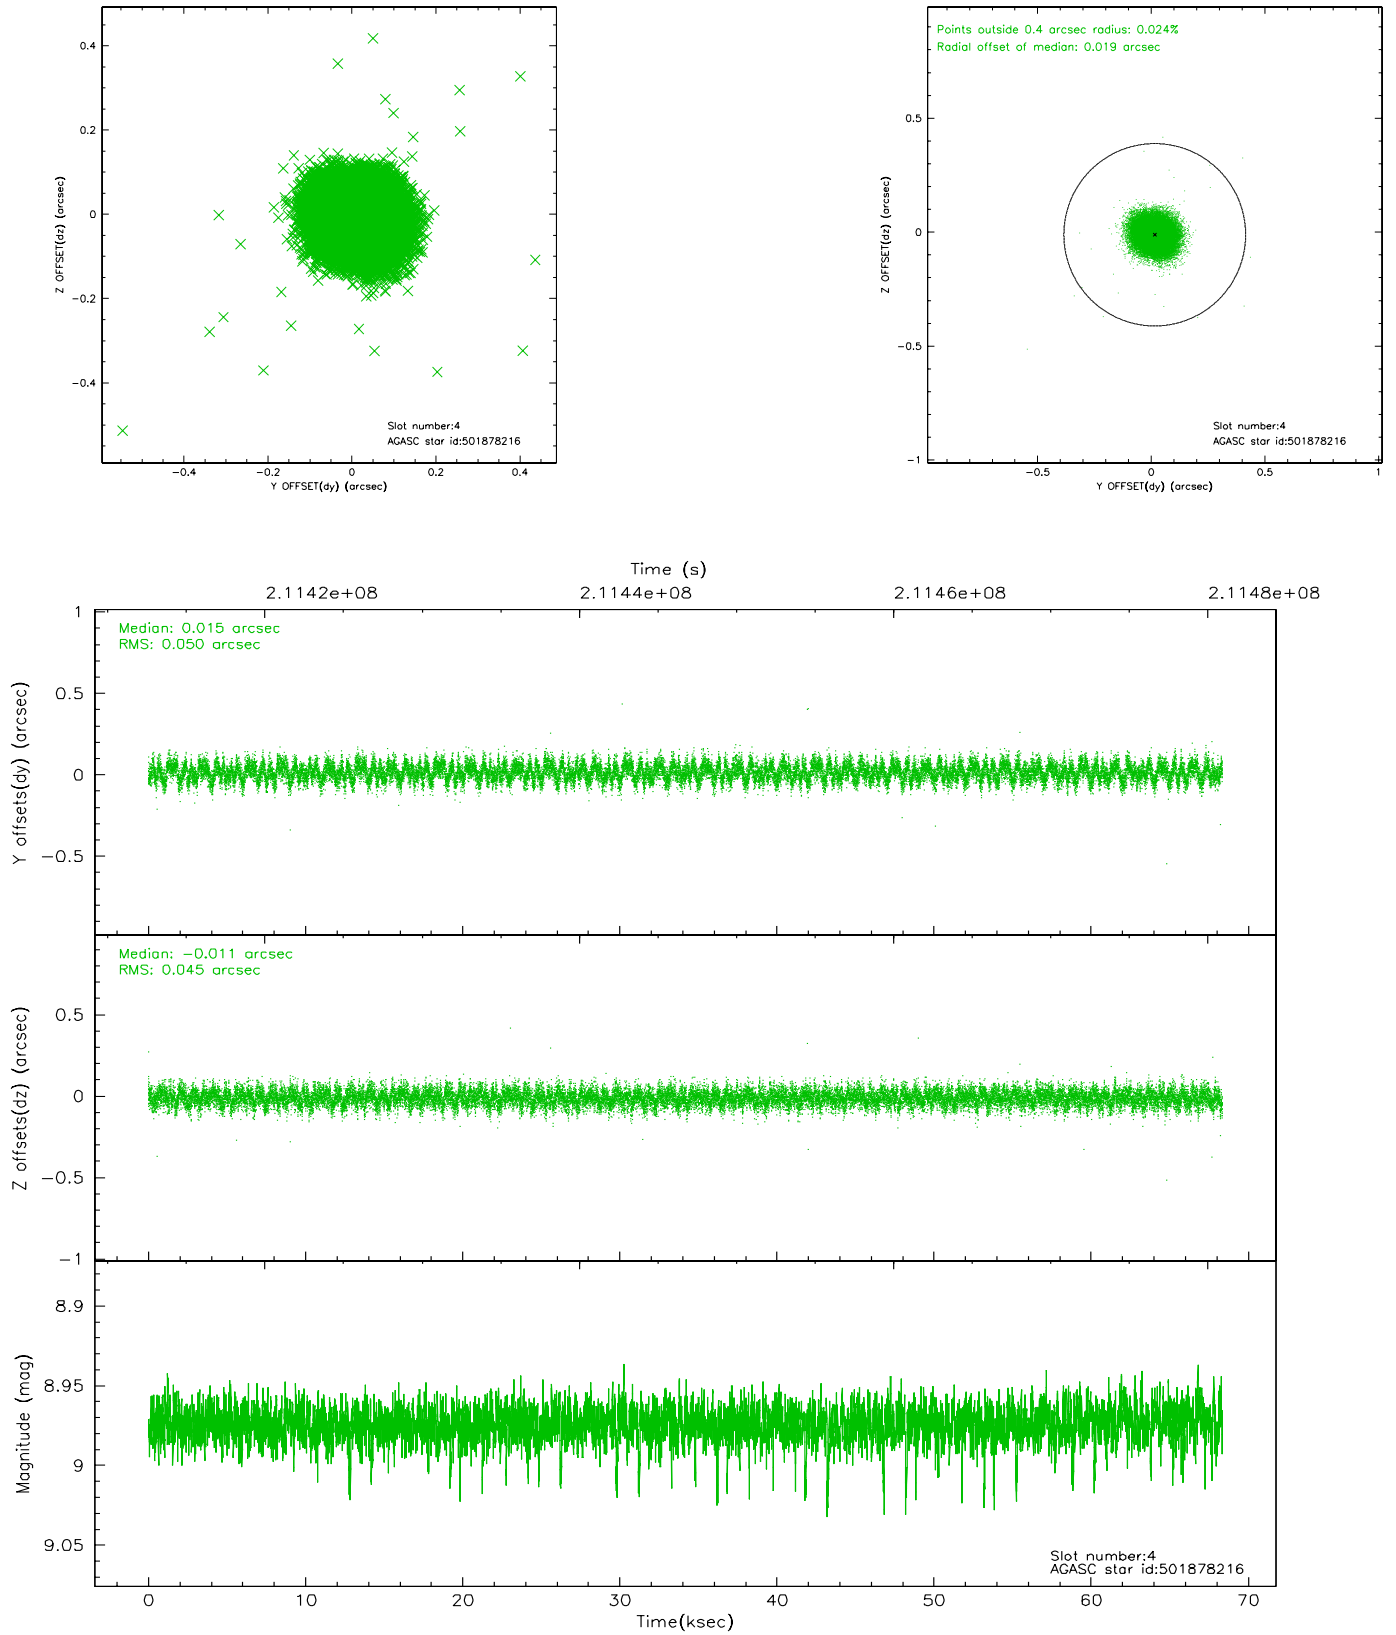 0.4
0.2
0
−0.2
−0.4
Z OFFSET(dz) (arcsec)
Slot number:4
AGASC star id:501878216
−0.4 −0.2 0 0.2 0.4
Y OFFSET(dy) (arcsec)
Points outside 0.4 arcsec radius: 0.024%
Radial offset of median: 0.019 arcsec
0.5
0
−0.5
−1
Z OFFSET(dz) (arcsec)
Slot number:4
AGASC star id:501878216
−0.5 0 0.5 1
Y OFFSET(dy) (arcsec)
Time (s)
2.1142e+08 2.1144e+08 2.1146e+08 2.1148e+08
Median: 0.015 arcsec
RMS: 0.050 arcsec
1
0.5
0
−0.5
Y offsets(dy) (arcsec)
Median: −0.011 arcsec
RMS: 0.045 arcsec
0.5
0
−0.5
−1
Z offsets(dz) (arcsec)
8.9
8.95
9
9.05
Magnitude (mag)
Slot number:4
AGASC star id:501878216
0 10 20 30 40 50 60 70
Time(ksec)